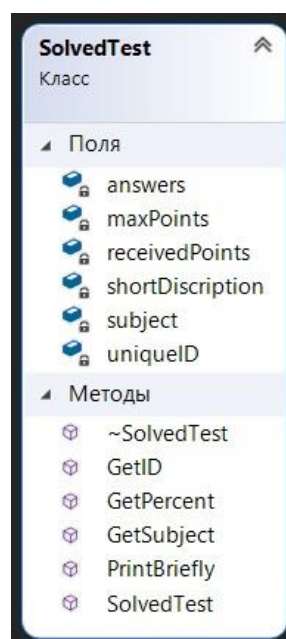 SolvedTest
Класс
Поля
answers
maxPoints
receivedPoints
shortDiscription
subject
uniqueID
Методы
~SolvedTest
GetID
GetPercent
GetSubject
PrintBriefly
SolvedTest